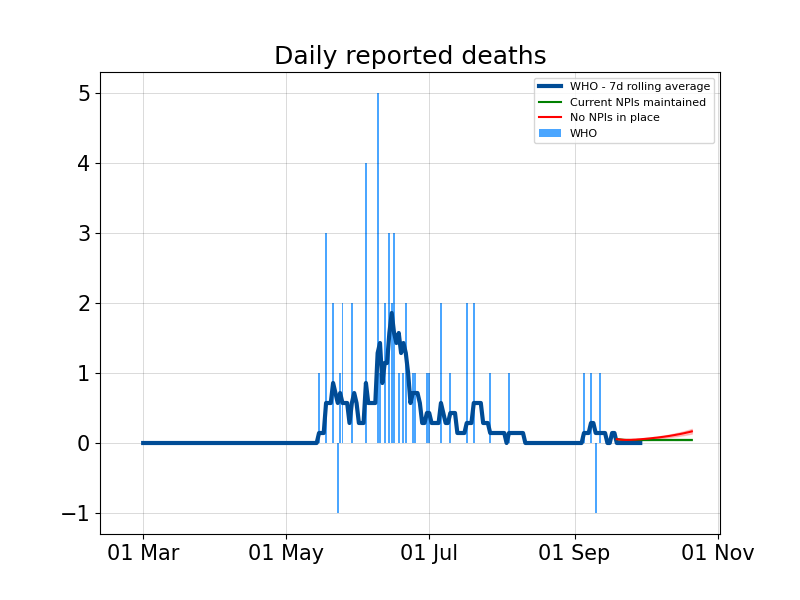 Daily reported deaths
WHO - 7d rolling average
Current NPIs maintained
No NPIs in place
WHO
5
4
3
2
1
0
−1
01 Mar
01 May
01 Jul
01 Sep
01 Nov